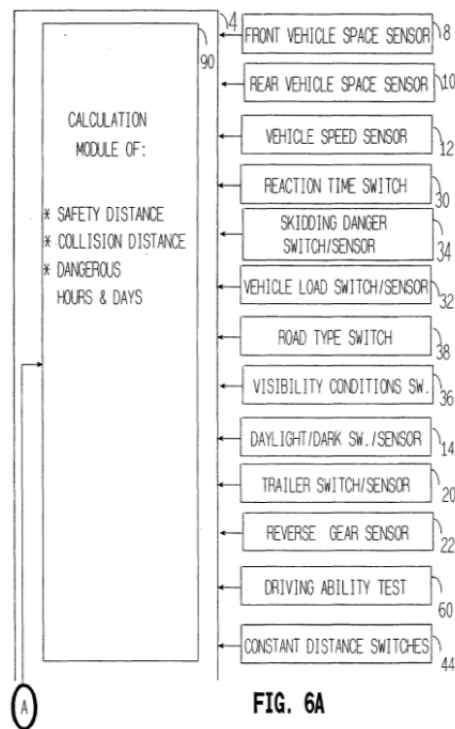 4
90
CALCULATION
MODULE OF:
* SAFETY DISTANCE
* COLLISION DISTANCE
* DANGEROUS
HOURS & DAYS
FRONT VEHICLE SPACE SENSOR
8
REAR VEHICLE SPACE SENSOR
10
VEHICLE SPEED SENSOR
12
REACTION TIME SWITCH
30
SKIDDING DANGER
SWITCH/SENSOR
34
VEHICLE LOAD SWITCH/SENSOR
32
ROAD TYPE SWITCH
38
VISIBILITY CONDITIONS SW.
36
DAYLIGHT/DARK SW./SENSOR
14
TRAILER SWITCH/SENSOR
20
REVERSE GEAR SENSOR
22
DRIVING ABILITY TEST
60
CONSTANT DISTANCE SWITCHES
44
A
FIG. 6A